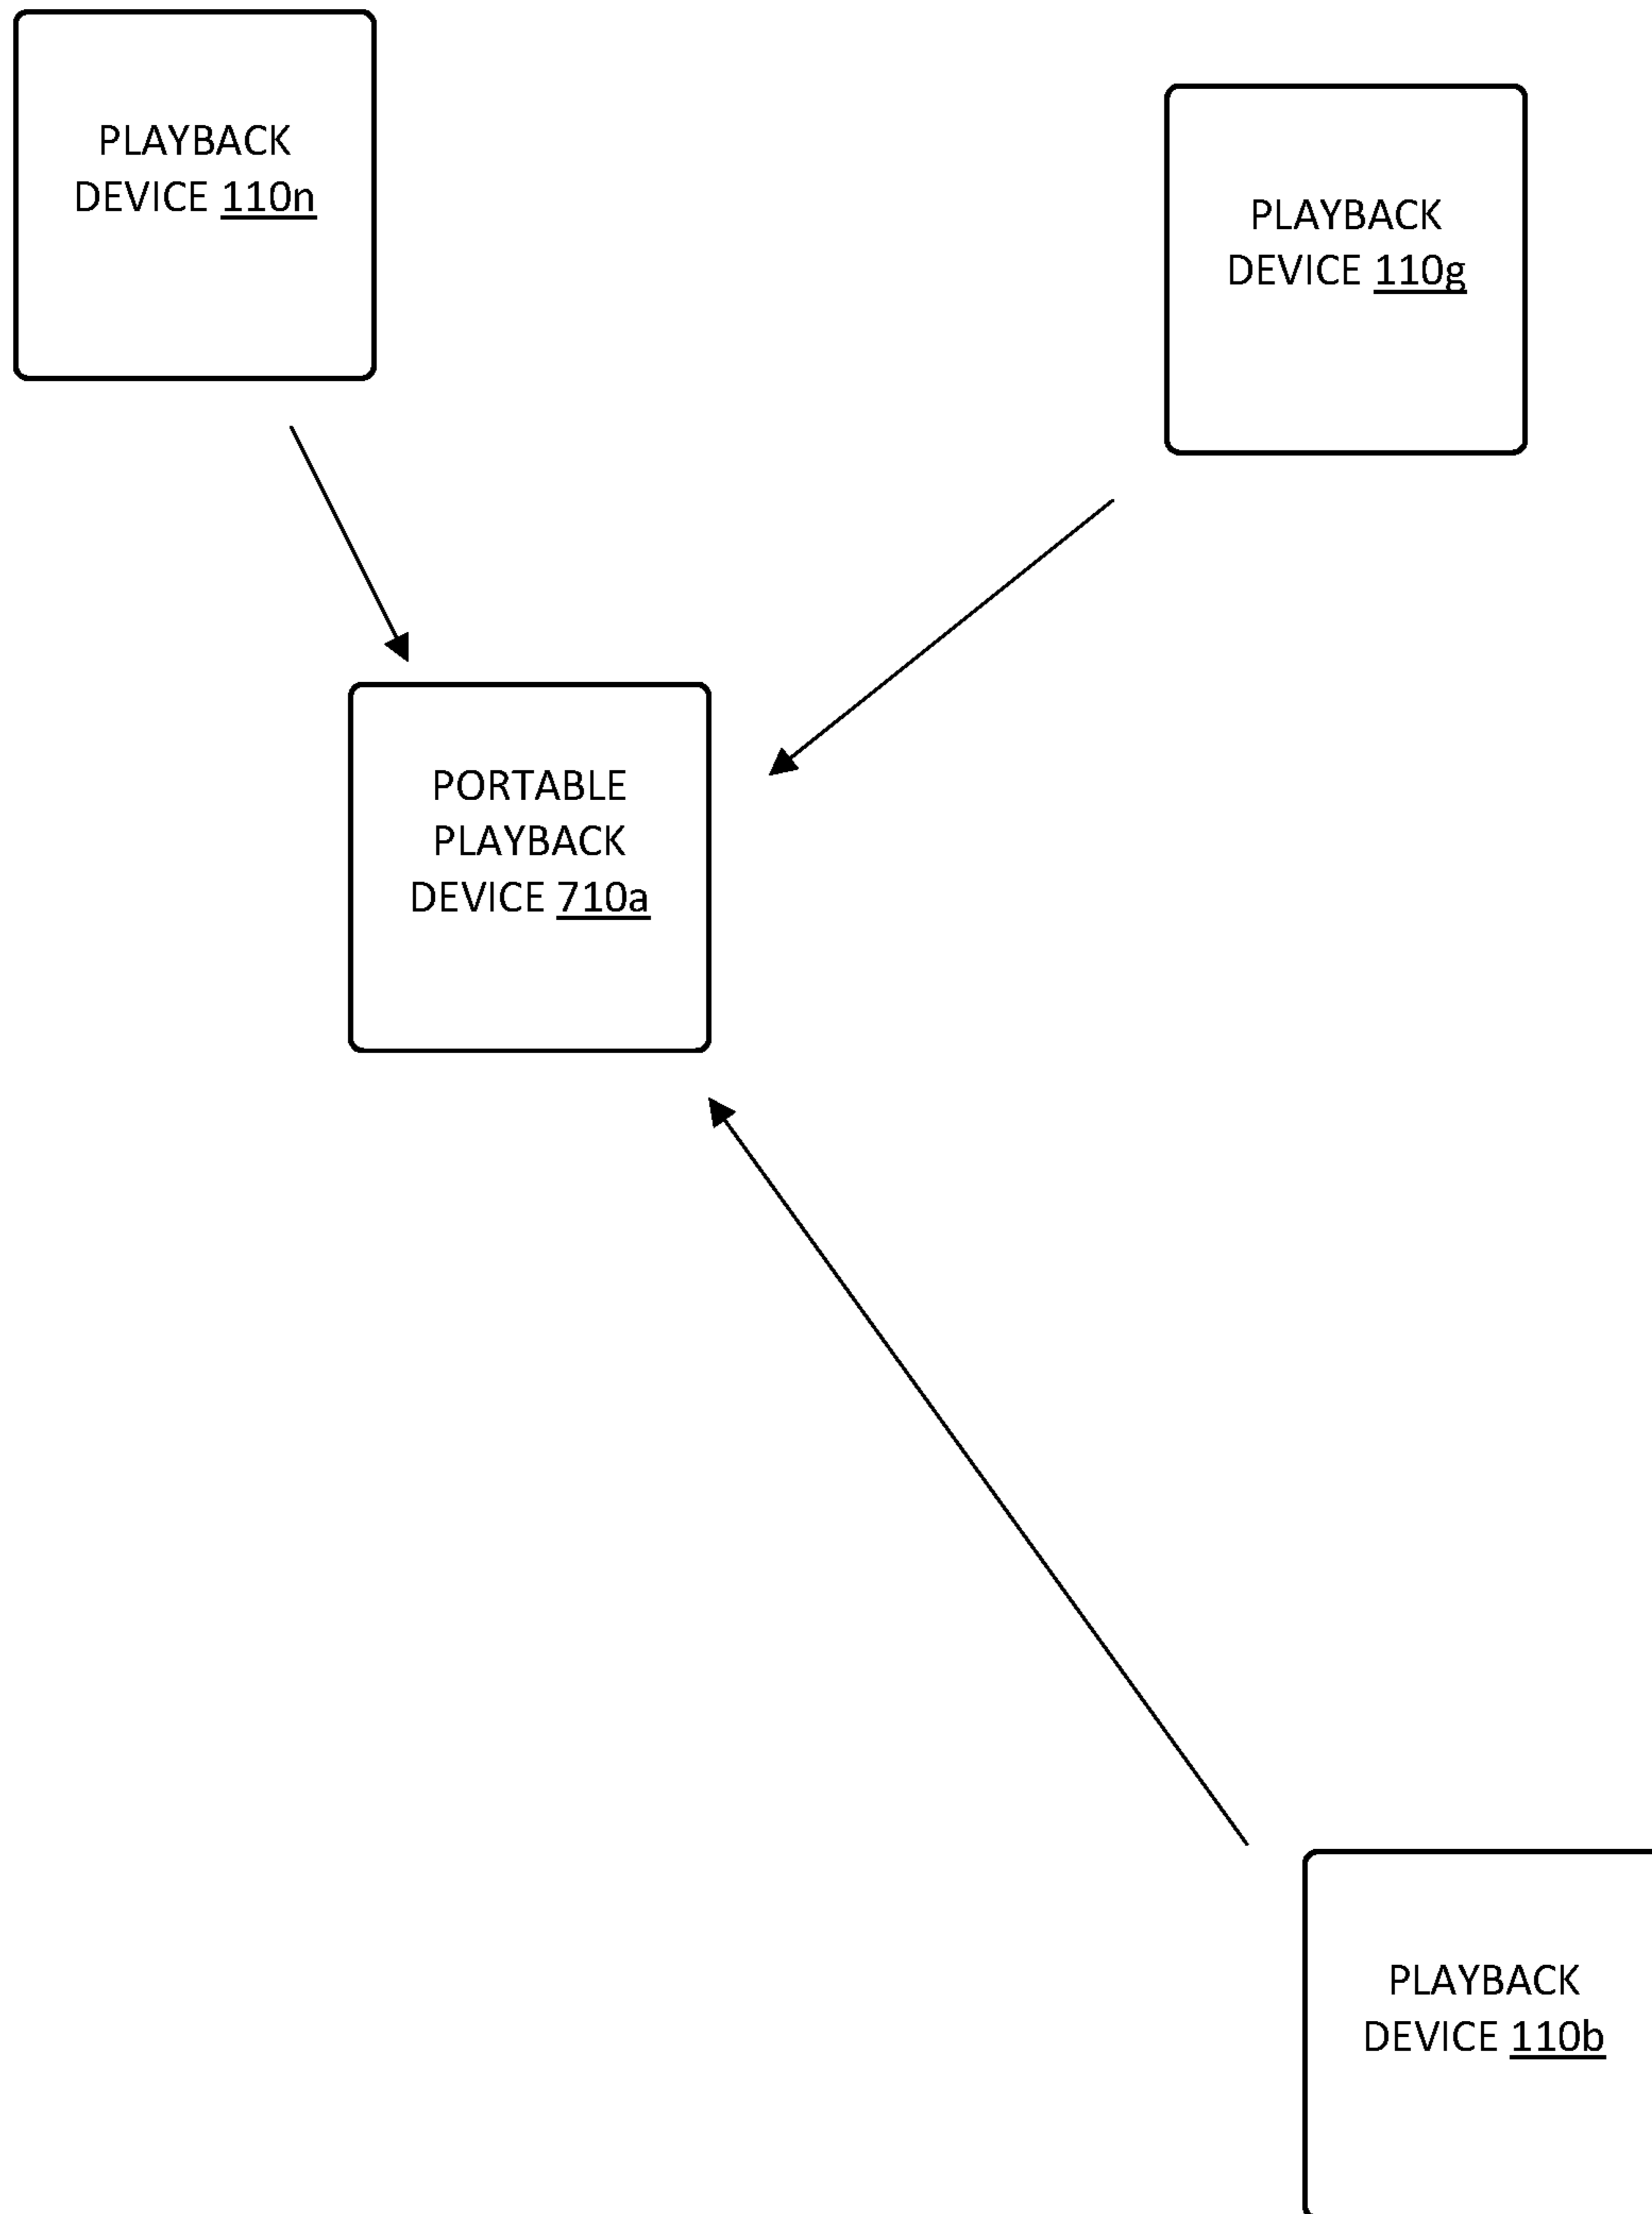 PLAYBACK
DEVICE 110n
PLAYBACK
DEVICE 110g
PORTABLE
PLAYBACK
DEVICE 710a
PLAYBACK
DEVICE 110b